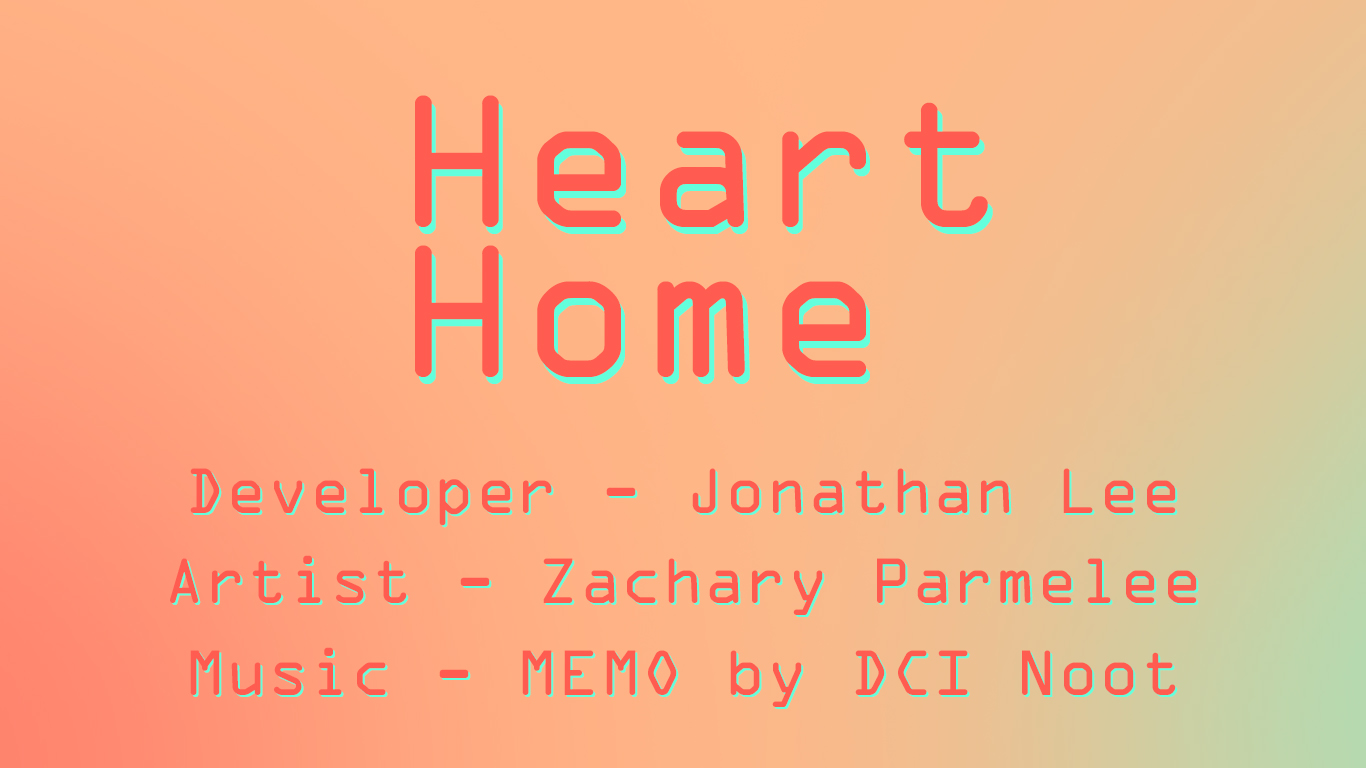 Heart
Home
Developer - Jonathan Lee
Artist - Zachary Parmelee
Music - MEMO by DCI Noot